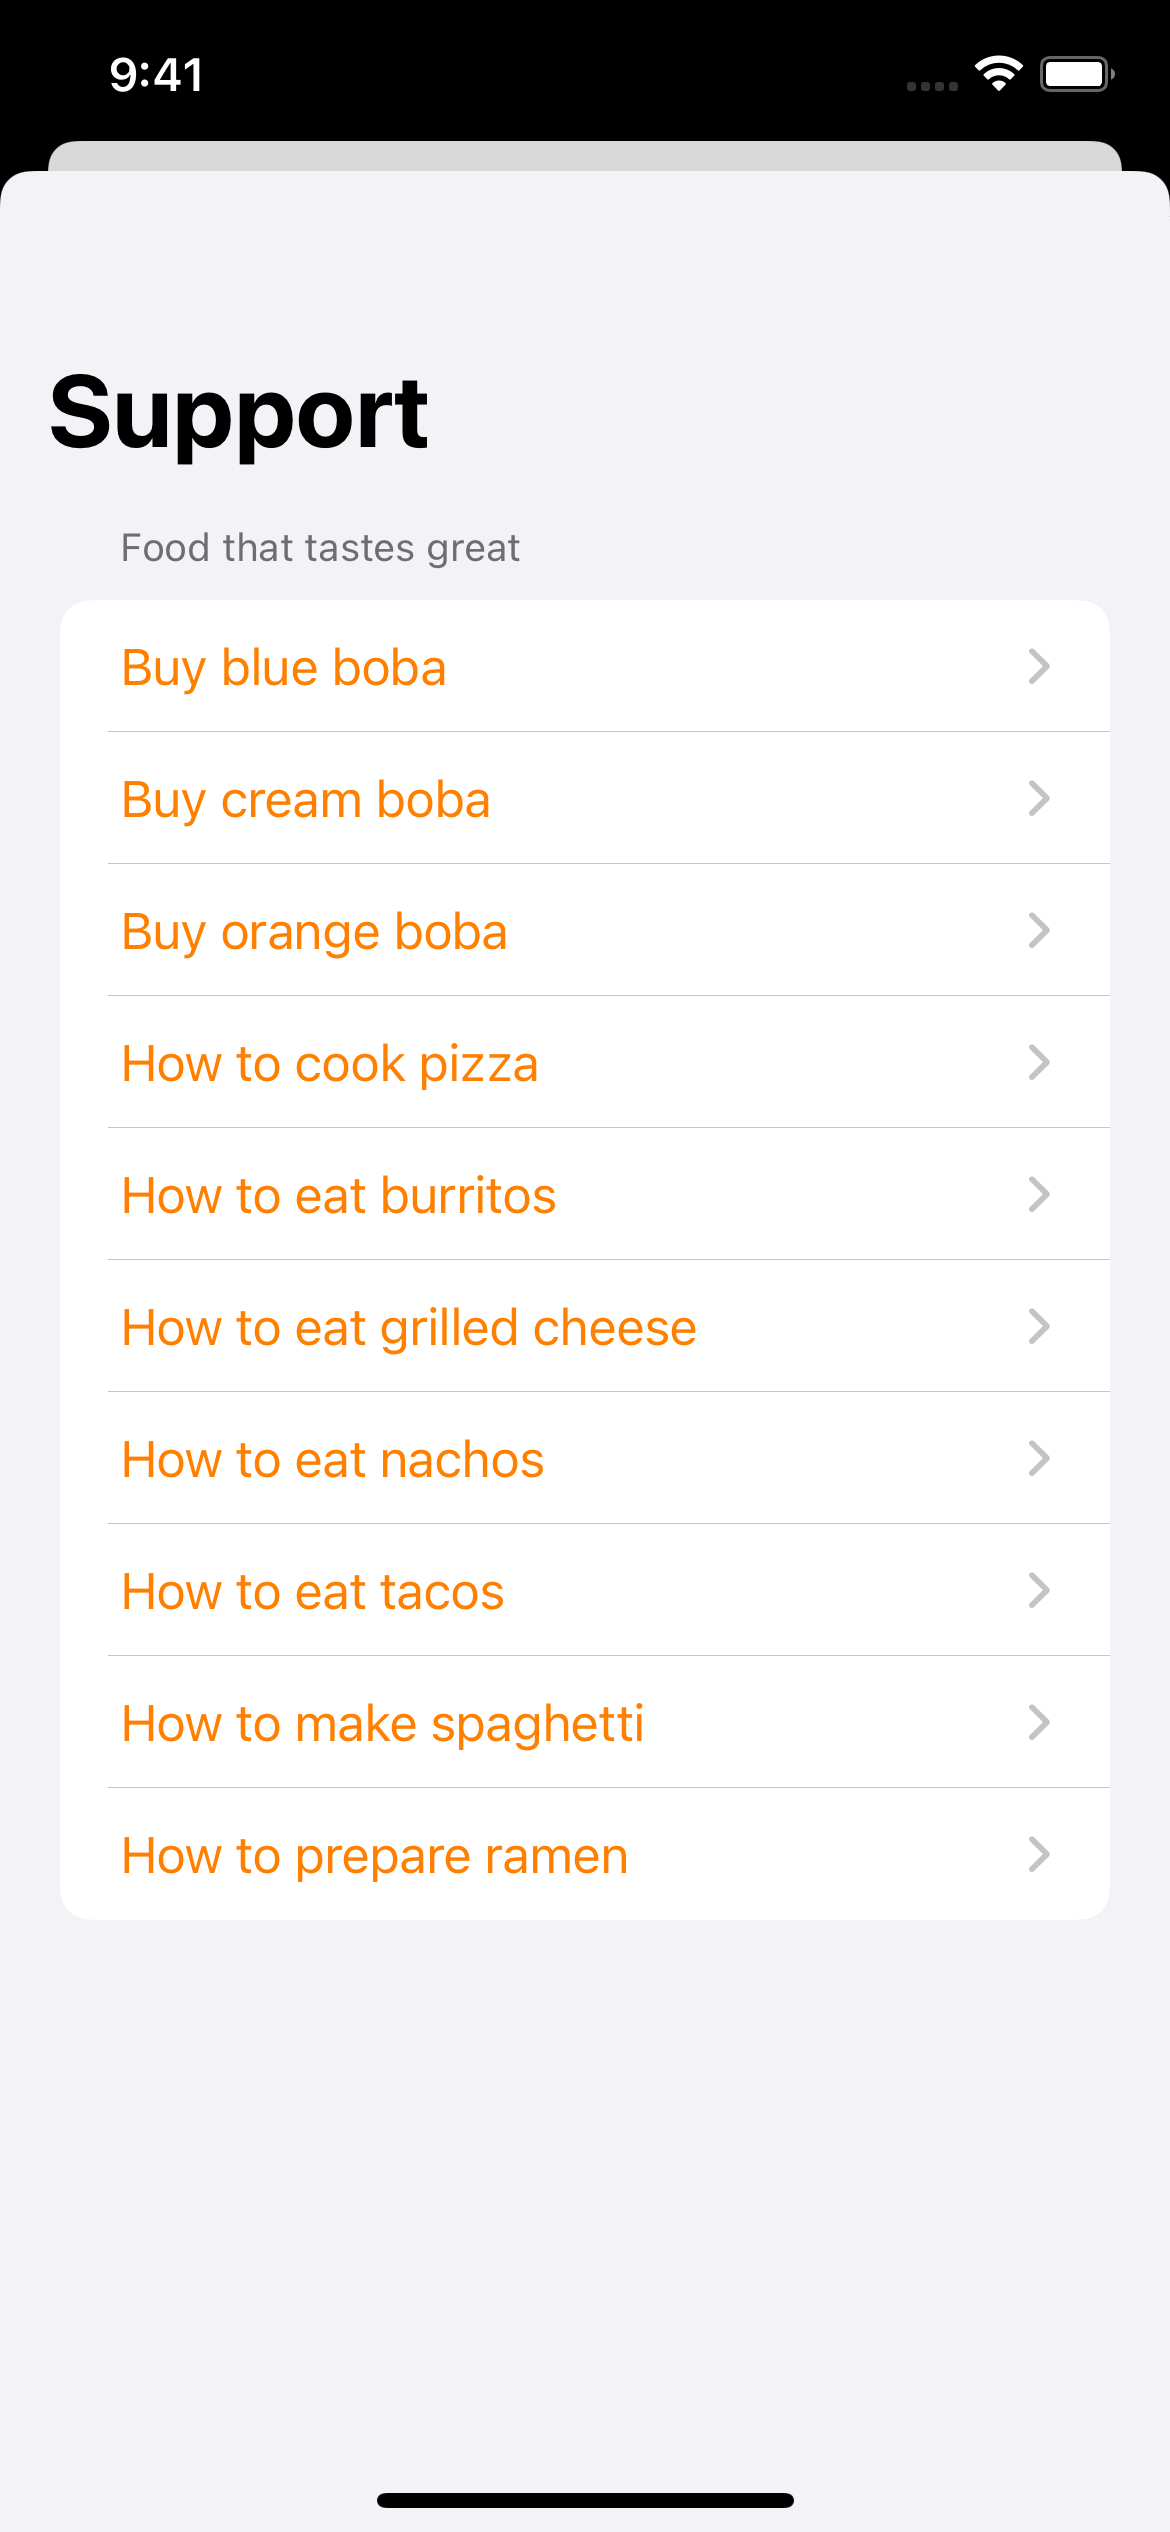 9:41
Support
Food that tastes great
Buy blue boba
Buy cream boba
Buy orange boba
How to cook pizza
How to eat burritos
How to eat grilled cheese
How to eat nachos
How to eat tacos
How to make spaghetti
How to prepare ramen